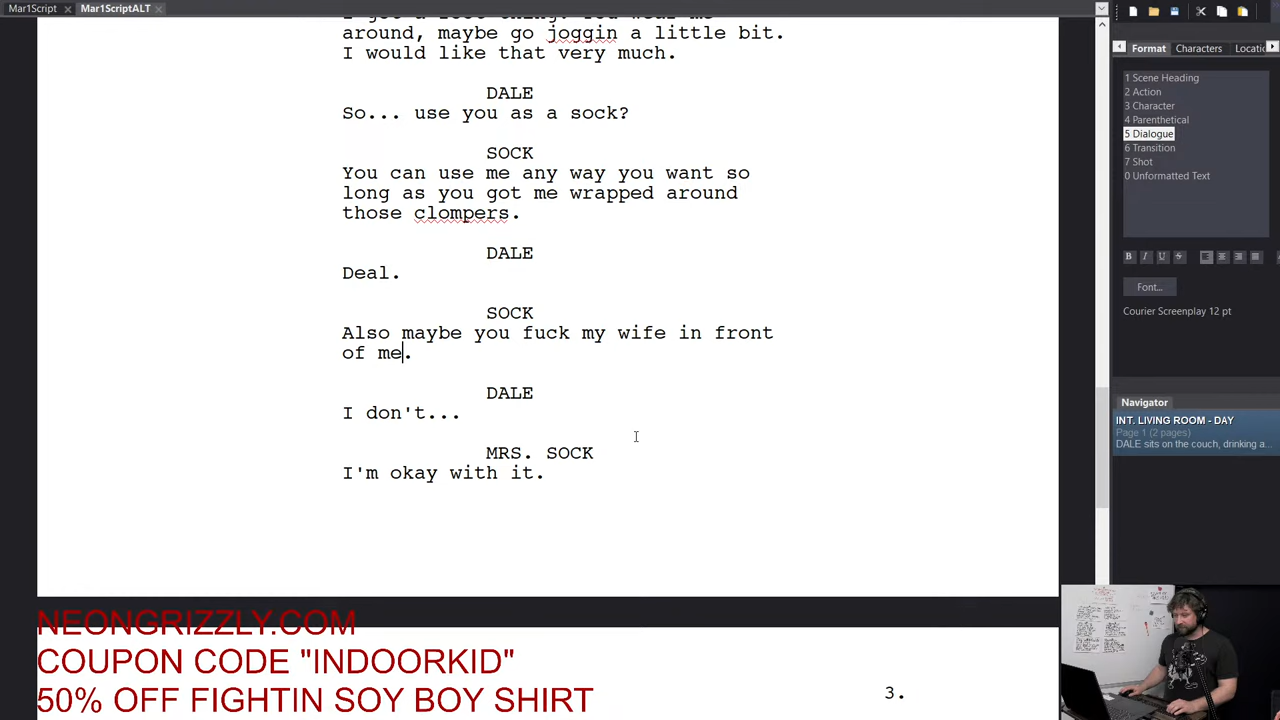 Mar1Script
Mar1ScriptALT
around, maybe go joggin a little bit.
I would like that very much.
DALE
So... use you as a sock?
SOCK
You can use me any way you want so
long as you got me wrapped around
those clompers.
DALE
Deal.
SOCK
Also maybe you fuck my wife in front
of me.
DALE
I don't...
MRS. SOCK
I'm okay with it.
3.
Format
Characters
Locatio
1 Scene Heading
2 Action
3 Character
4 Parenthetical
5 Dialogue
6 Transition
7 Shot
0 Unformatted Text
B I U S
Font...
Courier Screenplay 12 pt
Navigator
INT. LIVING ROOM - DAY
Page 1 (2 pages)
DALE sits on the couch, drinking a...
NEONGRIZZLY.COM
COUPON CODE "INDOORKID"
50% OFF FIGHTIN SOY BOY SHIRT